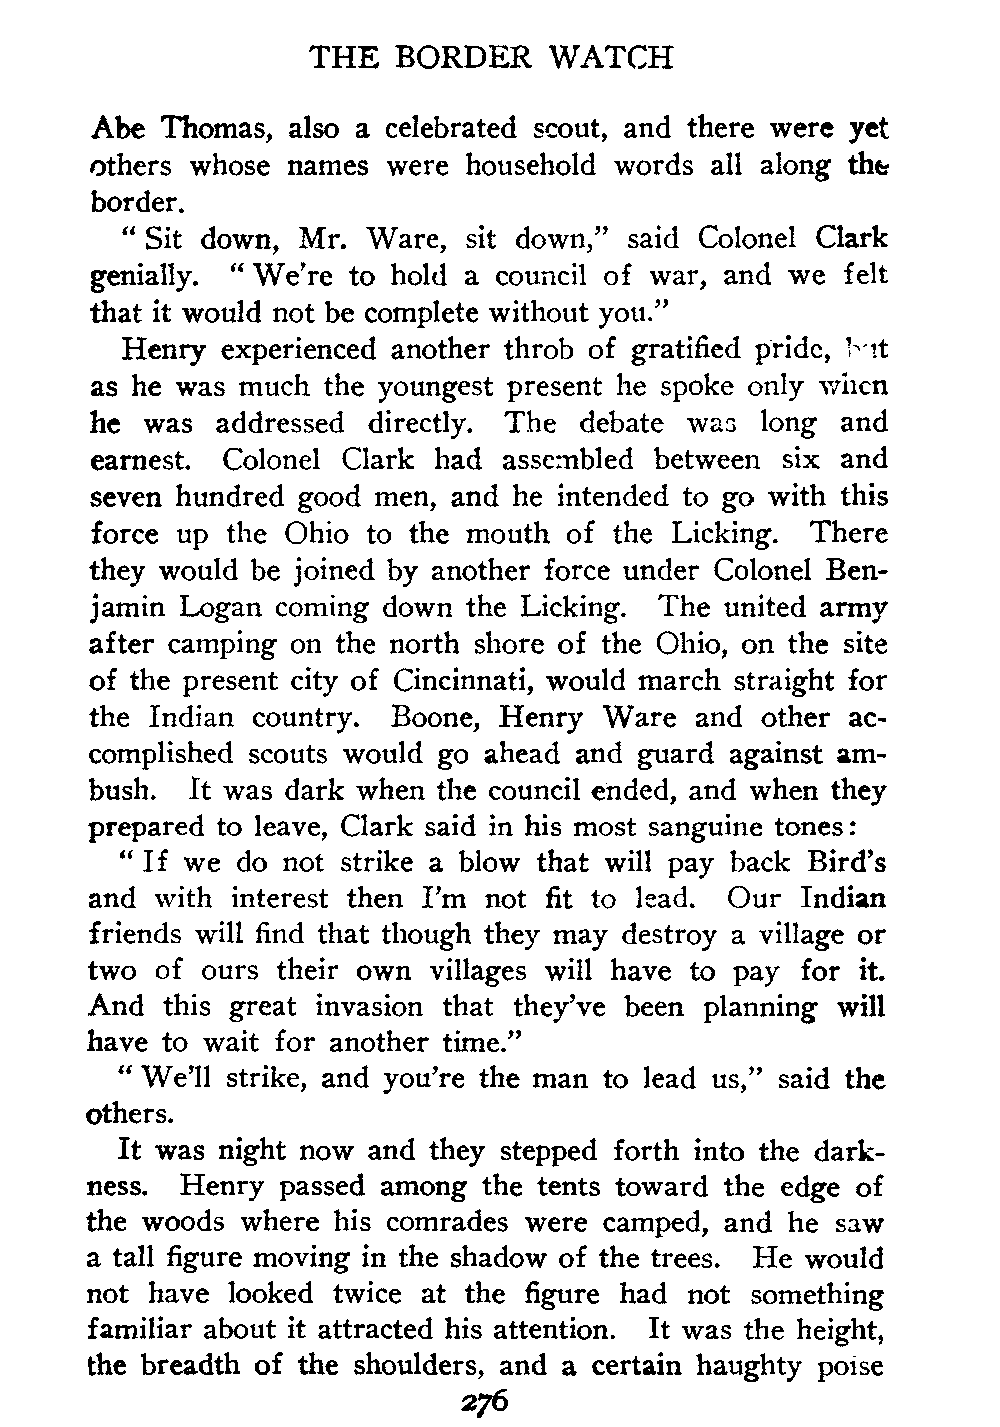 THE BORDER WATCH
Abe Thomas, also a celebrated scout, and there were yet
others whose names were household words all along the
border.
“ Sit down, Mr. Ware, sit down,” said Colonel Clark
genially. “ We’re to hold a council of war, and we felt
that it would not be complete without you.”
Henry experienced another throb of gratified pride, but
as he was much the youngest present he spoke only when
he was addressed directly. The debate was long and
earnest. Colonel Clark had assembled between six and
seven hundred good men, and he intended to go with this
force up the Ohio to the mouth of the Licking. There
they would be joined by another force under Colonel Ben-
jamin Logan coming down the Licking. The united army
after camping on the north shore of the Ohio, on the site
of the present city of Cincinnati, would march straight for
the Indian country. Boone, Henry Ware and other ac-
complished scouts would go ahead and guard against am-
bush. It was dark when the council ended, and when they
prepared to leave, Clark said in his most sanguine tones:
“ If we do not strike a blow that will pay back Bird’s
and with interest then I’m not fit to lead. Our Indian
friends will find that though they may destroy a village or
two of ours their own villages will have to pay for it.
And this great invasion that they’ve been planning will
have to wait for another time.”
“ We’ll strike, and you’re the man to lead us,” said the
others.
It was night now and they stepped forth into the dark-
ness. Henry passed among the tents toward the edge of
the woods where his comrades were camped, and he saw
a tall figure moving in the shadow of the trees. He would
not have looked twice at the figure had not something
familiar about it attracted his attention. It was the height,
the breadth of the shoulders, and a certain haughty poise
276